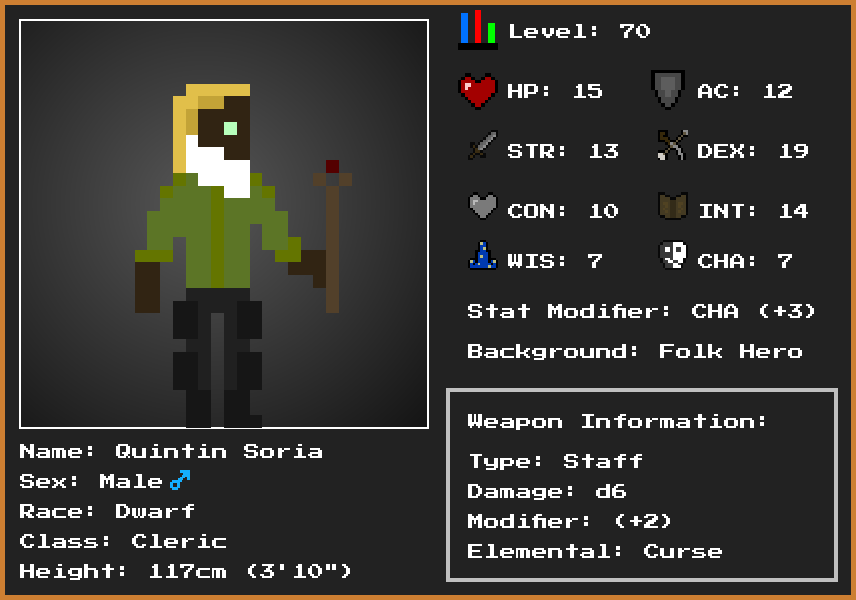 Level: 70
HP: 15
AC: 12
STR: 13
DEX: 19
CON: 10
INT: 14
WIS: 7
CHA: 7
Stat Modifier: CHA (+3)
Background: Folk Hero
Weapon Information:
Type: Staff
Damage: d6
Modifier: (+2)
Elemental: Curse
Name: Quintin Soria
Sex: Male ♂
Race: Dwarf
Class: Cleric
Height: 117cm (3'10")